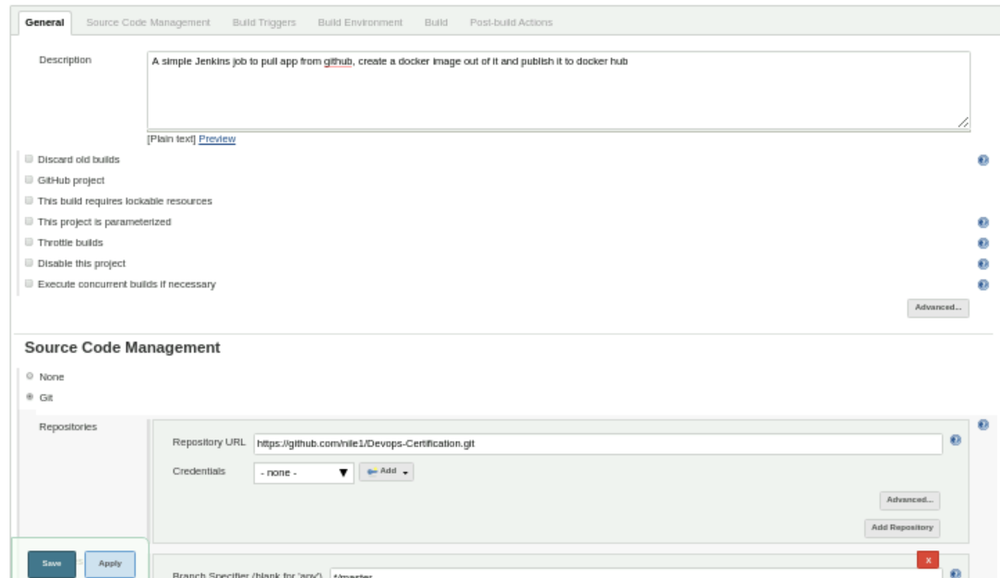 General Source Code Management Build Triggers Build Environment Build Post-build Actions
Description A simple Jenkins job to pull app from github, create a docker image out of it and publish it to docker hub
[Plain text] Preview
Discard old builds
GitHub project
This build requires lockable resources
This project is parameterized
Throttle builds
Disable this project
Execute concurrent builds if necessary
Advanced...
Source Code Management
None
Git
Repositories
Repository URL https://github.com/nile1/Devops-Certification.git
Credentials - none - Add
Advanced...
Add Repository
Save Apply X
Branch Specifier (blank for 'any') */master